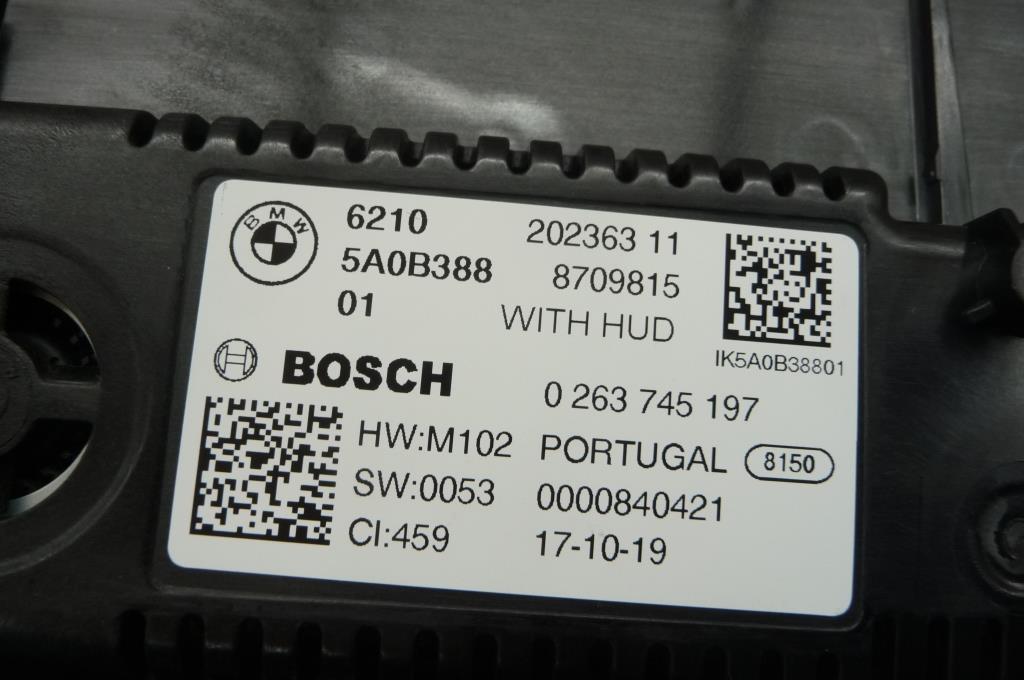 BMW
6210
5A0B388
01
202363 11
8709815
WITH HUD
IK5A0B38801
BOSCH
0 263 745 197
HW:M102
PORTUGAL
8150
SW:0053
0000840421
CI:459
17-10-19